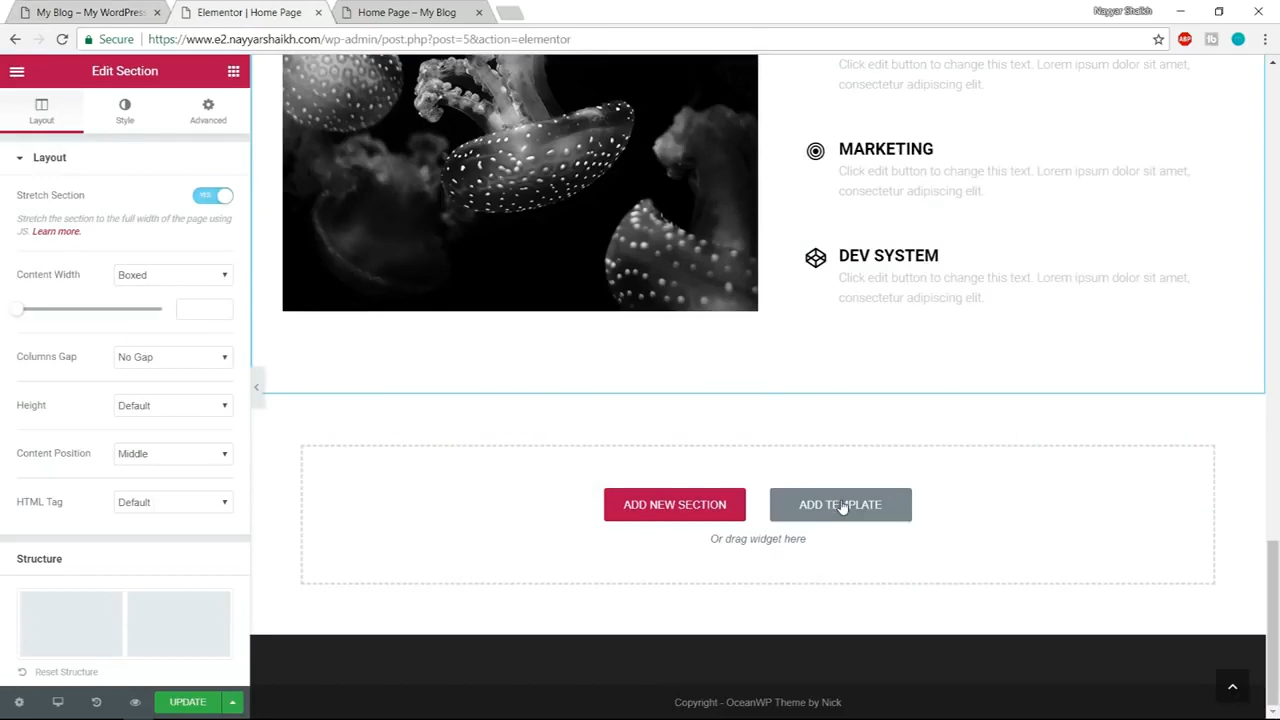 My Blog – My WordPress
Elementor | Home Page
Home Page – My Blog
Nayyar Shaikh
Secure
https://www.e2.nayyarshaikh.com/wp-admin/post.php?post=5&action=elementor
ABP
Edit Section
Layout
Style
Advanced
Layout
Stretch Section
YES
Stretch the section to the full width of the page using
JS. Learn more.
Content Width
Boxed
Columns Gap
No Gap
Height
Default
Content Position
Middle
HTML Tag
Default
Structure
Reset Structure
UPDATE
Click edit button to change this text. Lorem ipsum dolor sit amet,
consectetur adipiscing elit.
MARKETING
Click edit button to change this text. Lorem ipsum dolor sit amet,
consectetur adipiscing elit.
DEV SYSTEM
Click edit button to change this text. Lorem ipsum dolor sit amet,
consectetur adipiscing elit.
ADD NEW SECTION
ADD TEMPLATE
Or drag widget here
Copyright - OceanWP Theme by Nick